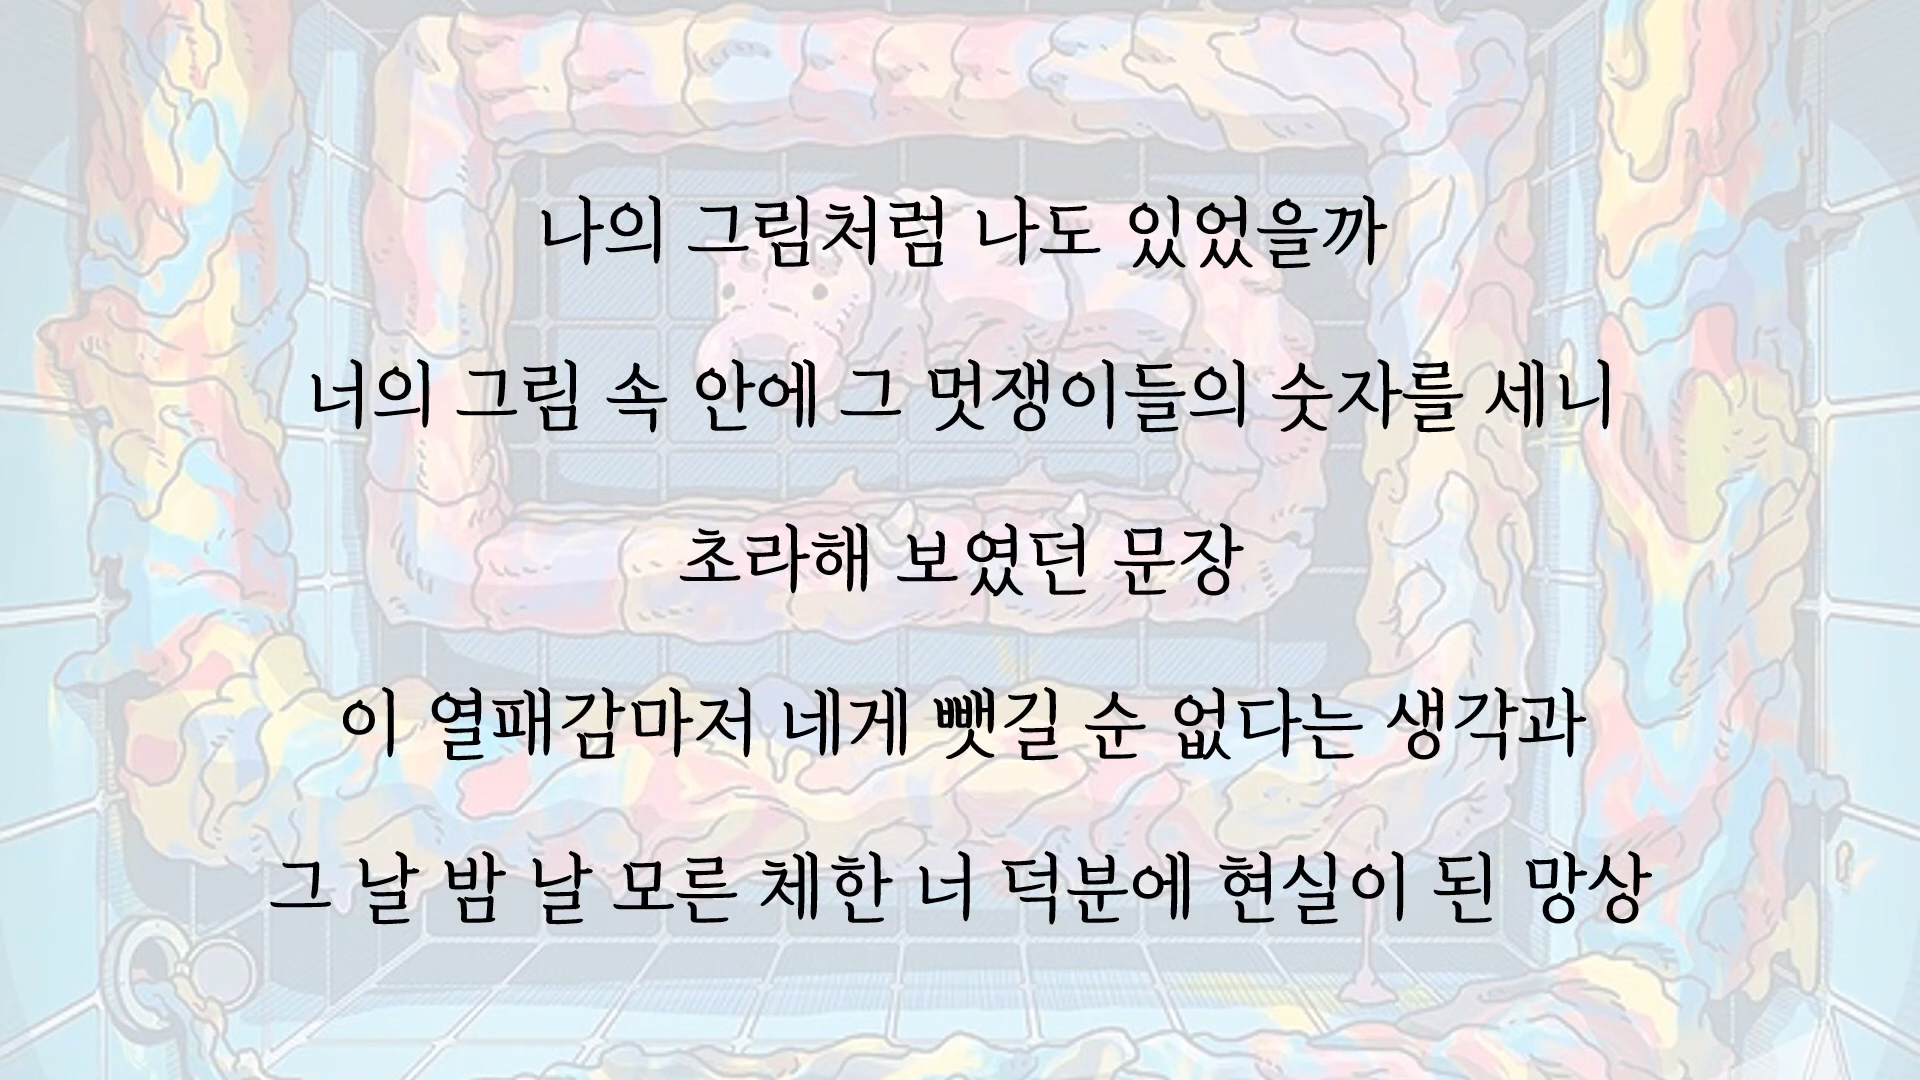 나의 그림처럼 나도 있었을까
너의 그림 속 안에 그 멋쟁이들의 숫자를 세니
초라해 보였던 문장
이 열패감마저 네게 뺏길 순 없다는 생각과
그 날 밤 날 모른 체한 너 덕분에 현실이 된 망상